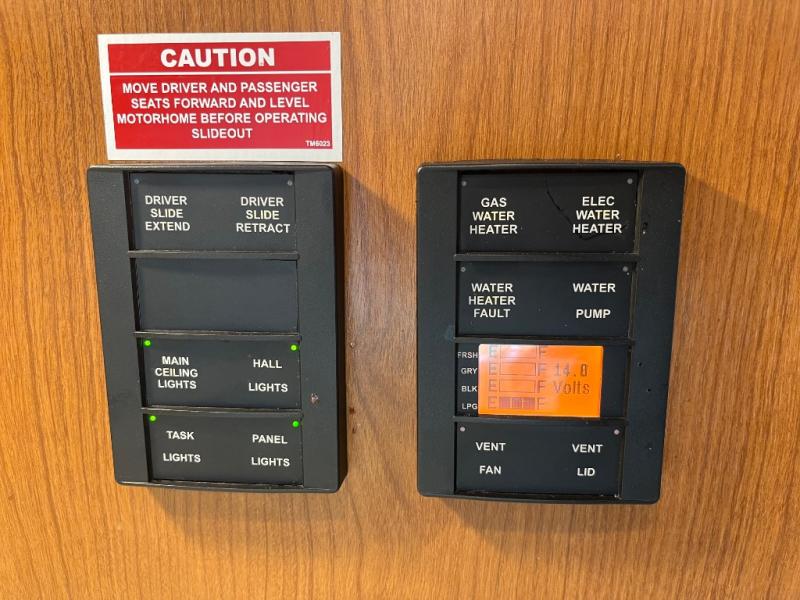 CAUTION
MOVE DRIVER AND PASSENGER
SEATS FORWARD AND LEVEL
MOTORHOME BEFORE OPERATING
SLIDEOUT
TM6023
DRIVER
SLIDE
EXTEND
DRIVER
SLIDE
RETRACT
MAIN
CEILING
LIGHTS
HALL
LIGHTS
TASK
LIGHTS
PANEL
LIGHTS
GAS
WATER
HEATER
ELEC
WATER
HEATER
WATER
HEATER
FAULT
WATER
PUMP
FRSH E F
GRY E F 14.0
BLK E F Volts
LPG E F
VENT
FAN
VENT
LID